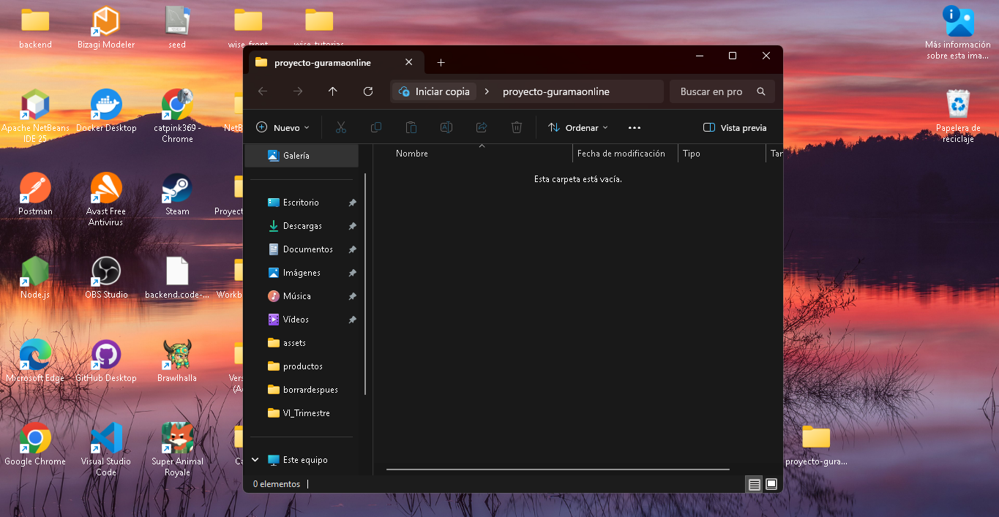 backend
Bizagi Modeler
seed
wise_front
wise_tutorias
Más información
sobre esta ima...
proyecto-guramaonline
Iniciar copia
proyecto-guramaonline
Buscar en pro
Nuevo
Ordenar
Vista previa
Galería
Nombre
Fecha de modificación
Tipo
Tar
Esta carpeta está vacía.
Escritorio
Descargas
Documentos
Imágenes
Música
Vídeos
assets
productos
borrardespues
VI_Trimestre
Este equipo
0 elementos
Apache NetBeans
IDE 25
Docker Desktop
catpink369 -
Chrome
NetB
Papelera de
reciclaje
Postman
Avast Free
Antivirus
Steam
Proyect
Node.js
OBS Studio
backend.code-...
Workb
Microsoft Edge
GitHub Desktop
Brawlhalla
Vers
(Ac
Google Chrome
Visual Studio
Code
Super Animal
Royale
Ca
proyecto-gura...